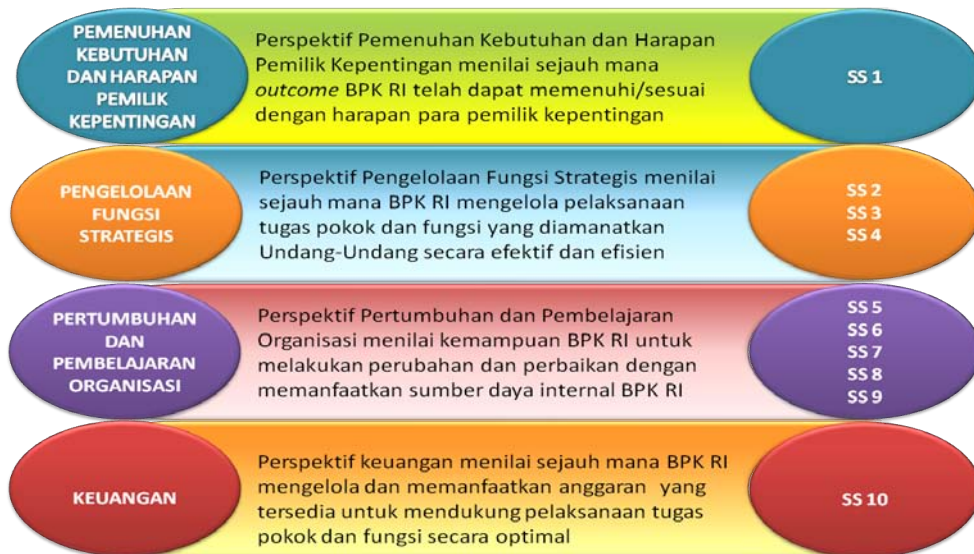 PEMENUHAN
KEBUTUHAN
DAN HARAPAN
PEMILIK
KEPENTINGAN
Perspektif Pemenuhan Kebutuhan dan Harapan
Pemilik Kepentingan menilai sejauh mana
outcome BPK RI telah dapat memenuhi/sesuai
dengan harapan para pemilik kepentingan
SS 1
PENGELOLAAN
FUNGSI
STRATEGIS
Perspektif Pengelolaan Fungsi Strategis menilai
sejauh mana BPK RI mengelola pelaksanaan
tugas pokok dan fungsi yang diamanatkan
Undang-Undang secara efektif dan efisien
SS 2
SS 3
SS 4
PERTUMBUHAN
DAN
PEMBELAJARAN
ORGANISASI
Perspektif Pertumbuhan dan Pembelajaran
Organisasi menilai kemampuan BPK RI untuk
melakukan perubahan dan perbaikan dengan
memanfaatkan sumber daya internal BPK RI
SS 5
SS 6
SS 7
SS 8
SS 9
KEUANGAN
Perspektif keuangan menilai sejauh mana BPK RI
mengelola dan memanfaatkan anggaran yang
tersedia untuk mendukung pelaksanaan tugas
pokok dan fungsi secara optimal
SS 10